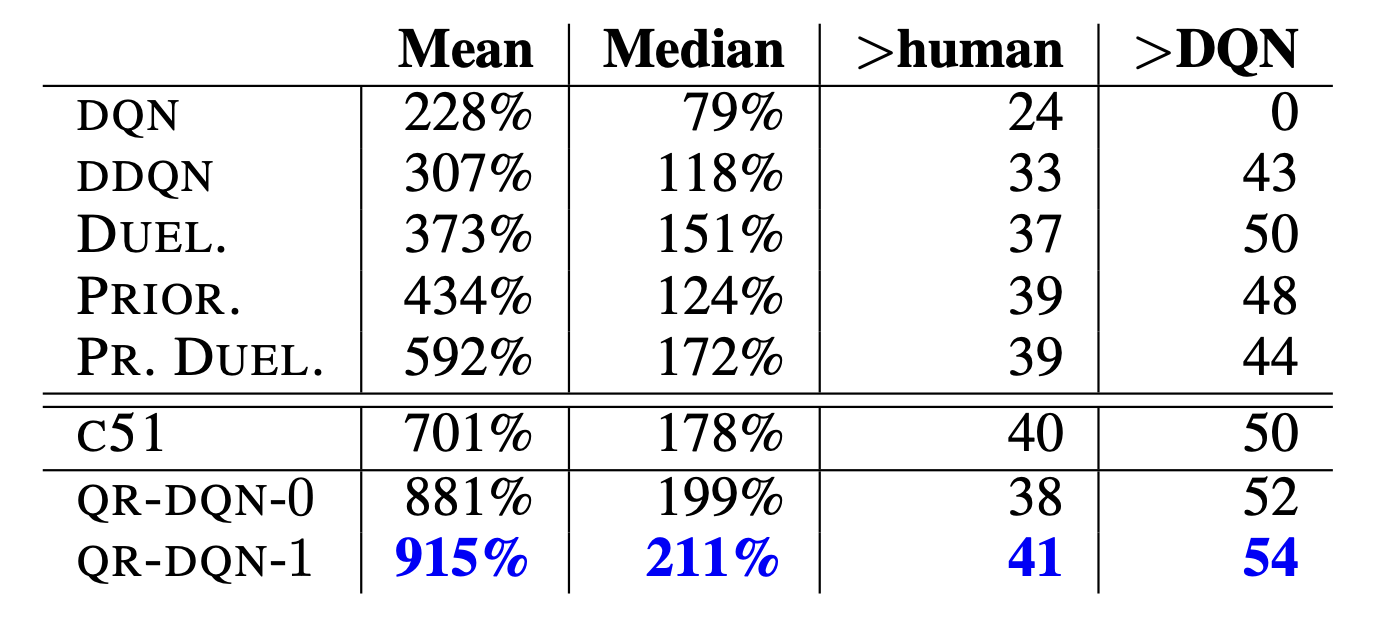 Mean Median >human >DQN
DQN 228% 79% 24 0
DDQN 307% 118% 33 43
DUEL. 373% 151% 37 50
PRIOR. 434% 124% 39 48
PR. DUEL. 592% 172% 39 44
C51 701% 178% 40 50
QR-DQN-0 881% 199% 38 52
QR-DQN-1 915% 211% 41 54